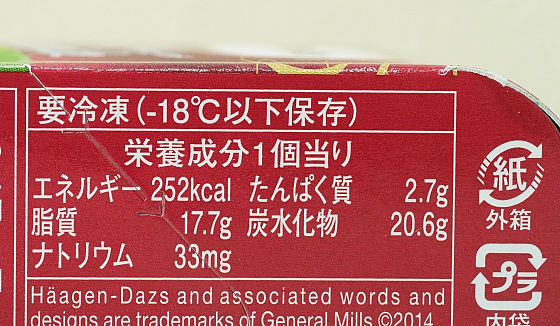 要冷凍(-18℃以下保存)
栄養成分1個当り
エネルギー 252kcal たんぱく質 2.7g
脂質 17.7g 炭水化物 20.6g
ナトリウム 33mg
Häagen-Dazs and associated words and
designs are trademarks of General Mills ©2014
紙
外箱
プラ
内袋